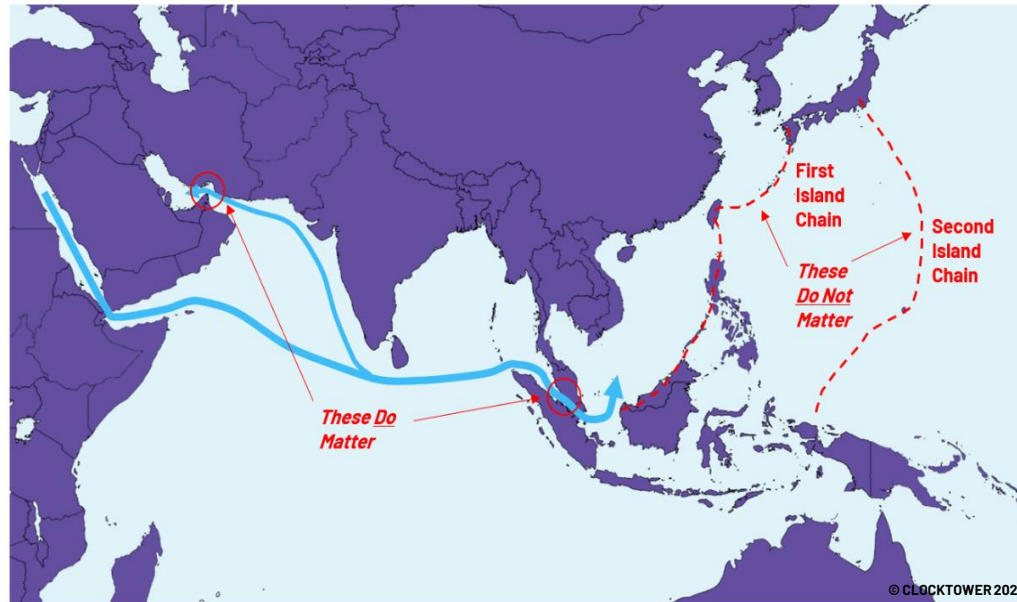 First
Island
Chain
Second
Island
Chain
These
Do Not
Matter
These Do
Matter
© CLOCKTOWER 202